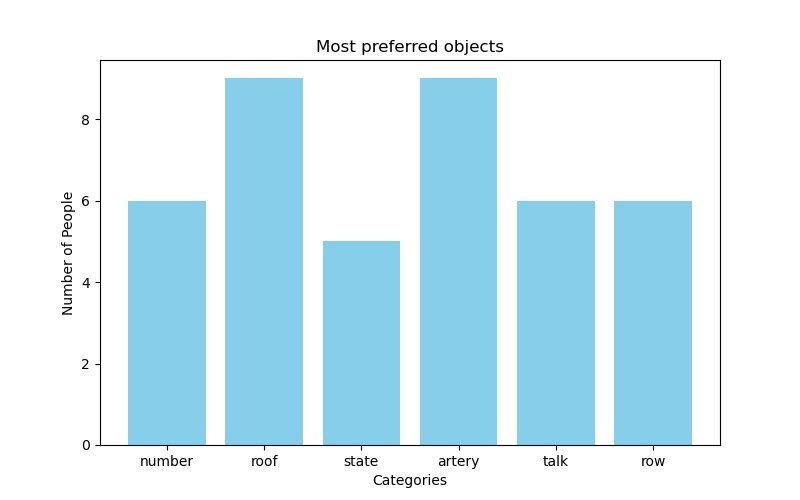 Most preferred objects
Number of People
8
6
4
2
0
number roof state artery talk row
Categories